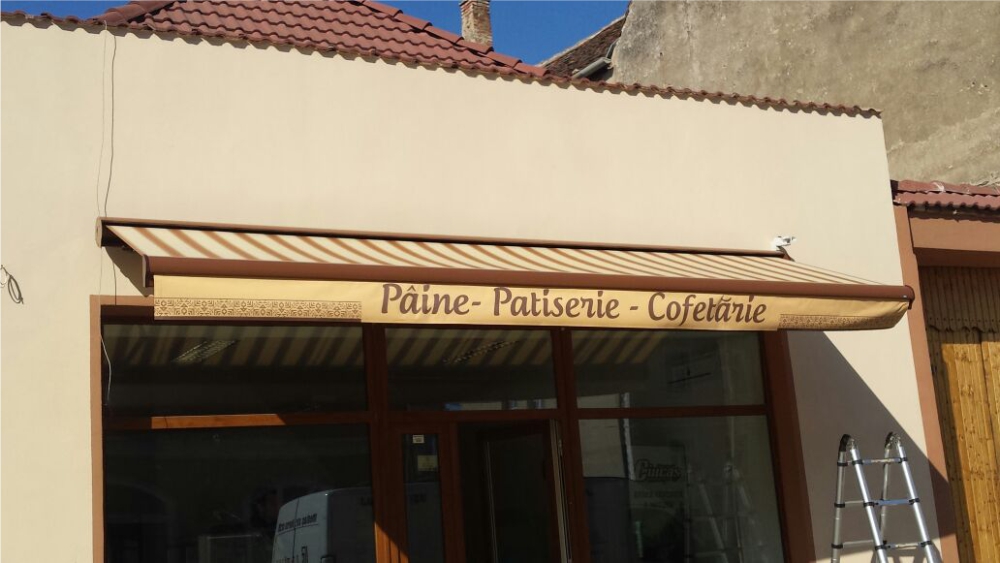 Pâine- Patiserie - Cofetărie